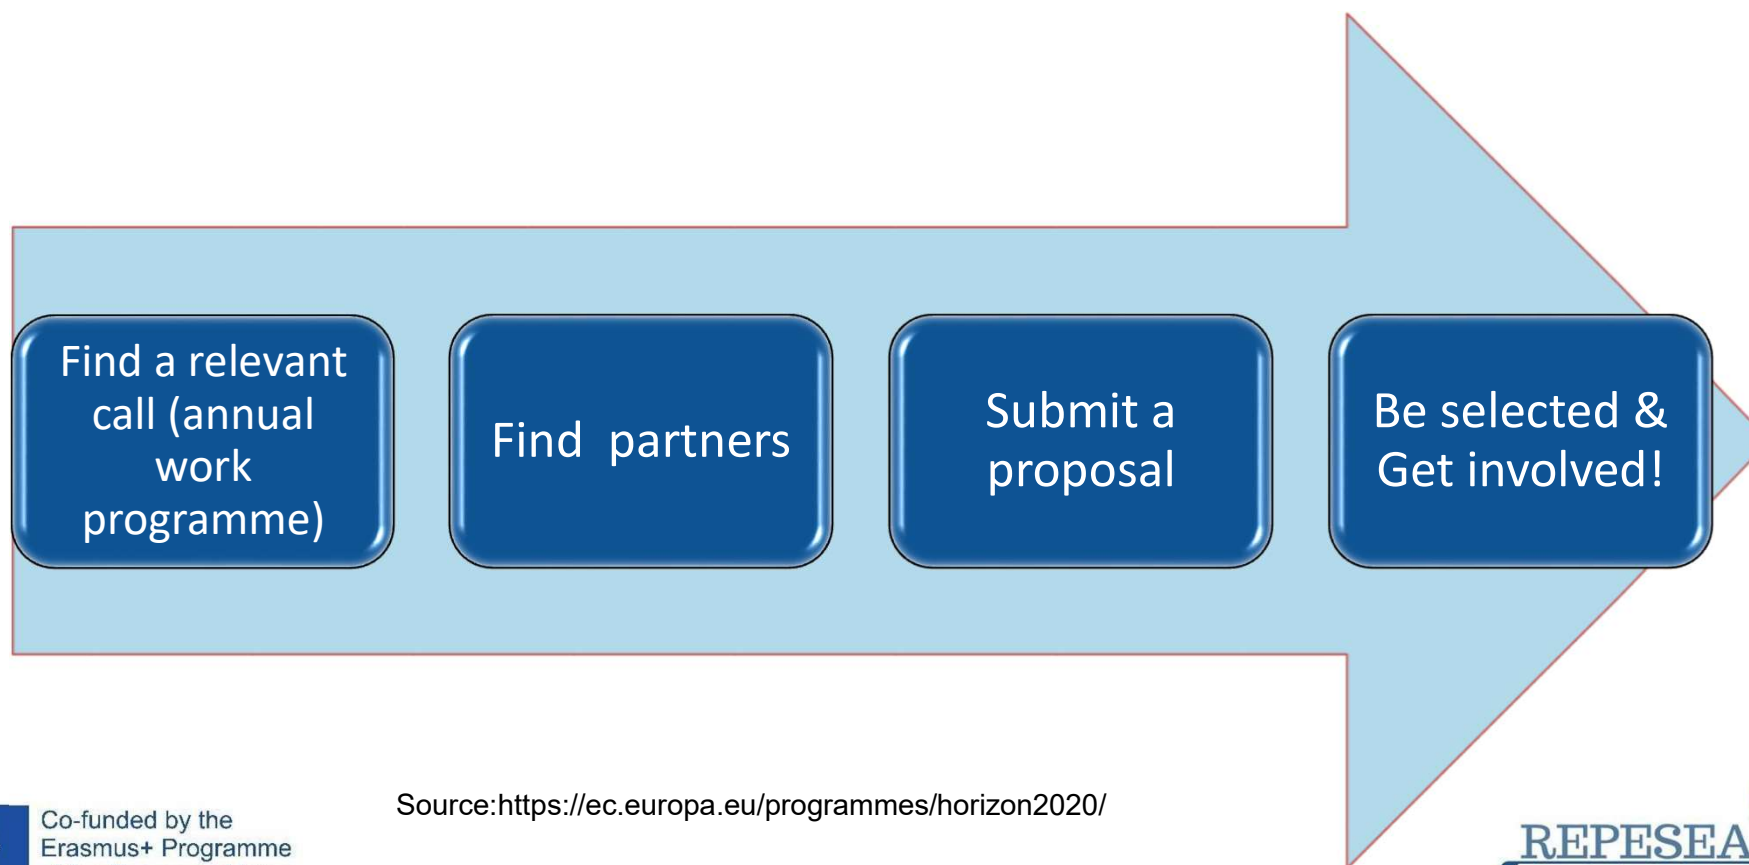 Find a relevant
call (annual
work
programme)
Find partners
Submit a
proposal
Be selected &
Get involved!
Source:https://ec.europa.eu/programmes/horizon2020/
Co-funded by the
Erasmus+ Programme
REPESEA